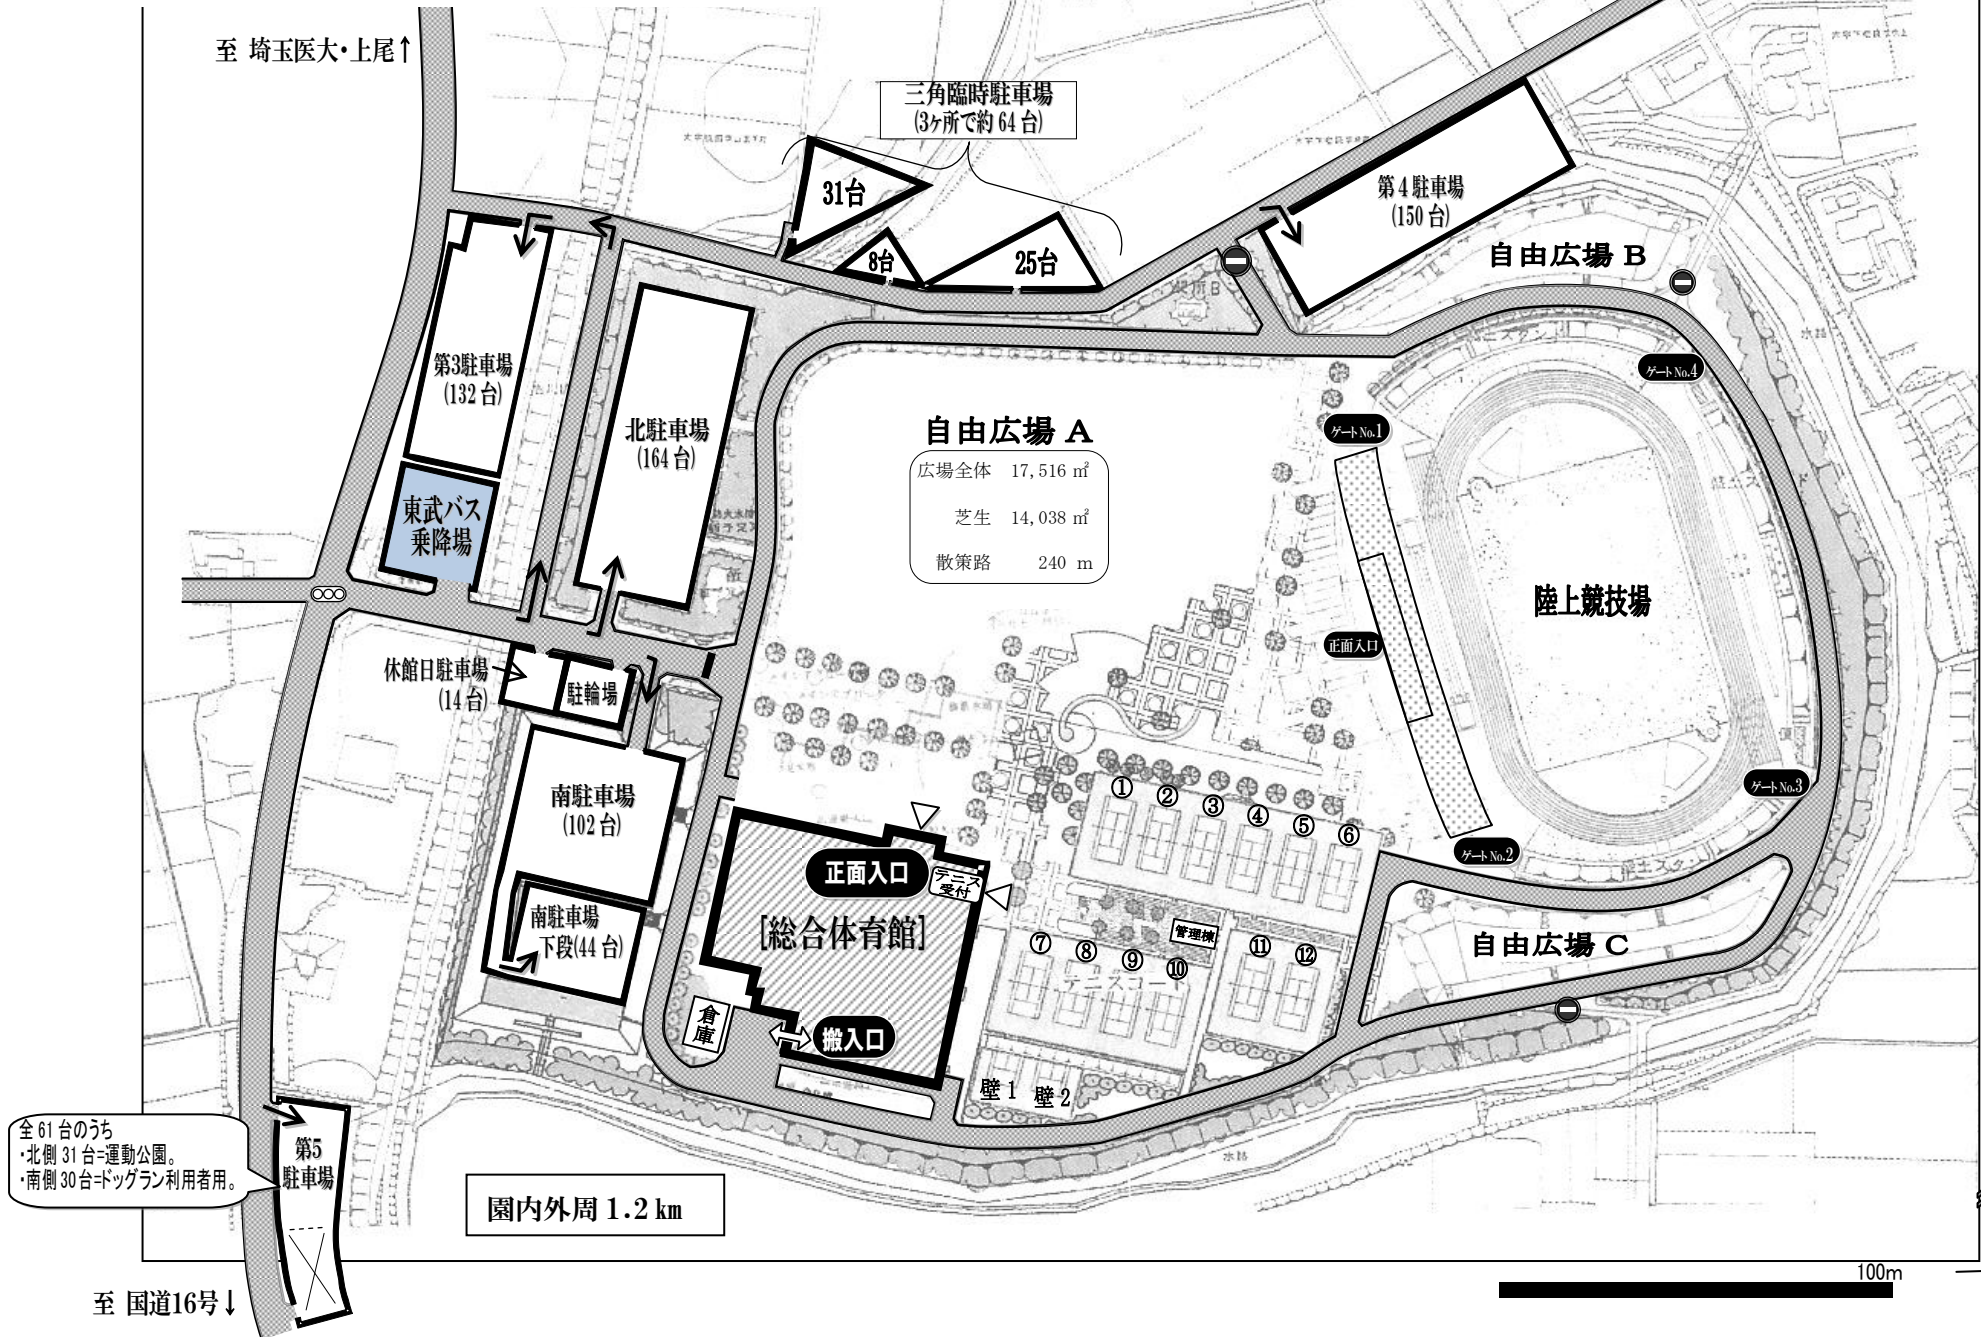 至 埼玉医大・上尾↑
三角臨時駐車場
(3ヶ所で約64台)
31台
8台
25台
第4駐車場
(150台)
自由広場 B
第3駐車場
(132台)
北駐車場
(164台)
東武バス
乗降場
自由広場 A
広場全体 17,516 ㎡
芝生 14,038 ㎡
散策路 240 m
ゲートNo.1
ゲートNo.4
陸上競技場
正面入口
ゲートNo.3
ゲートNo.2
休館日駐車場
(14台)
駐輪場
南駐車場
(102台)
南駐車場
下段(44台)
正面入口
テニス
受付
[総合体育館]
搬入口
倉庫
①
②
③
④
⑤
⑥
管理棟
⑦
⑧
⑨
⑩
⑪
⑫
テニスコート
壁1
壁2
自由広場 C
水路
水路
全61台のうち
・北側31台=運動公園。
・南側30台=ドッグラン利用者用。
第5
駐車場
園内外周 1.2 km
至 国道16号↓
100m